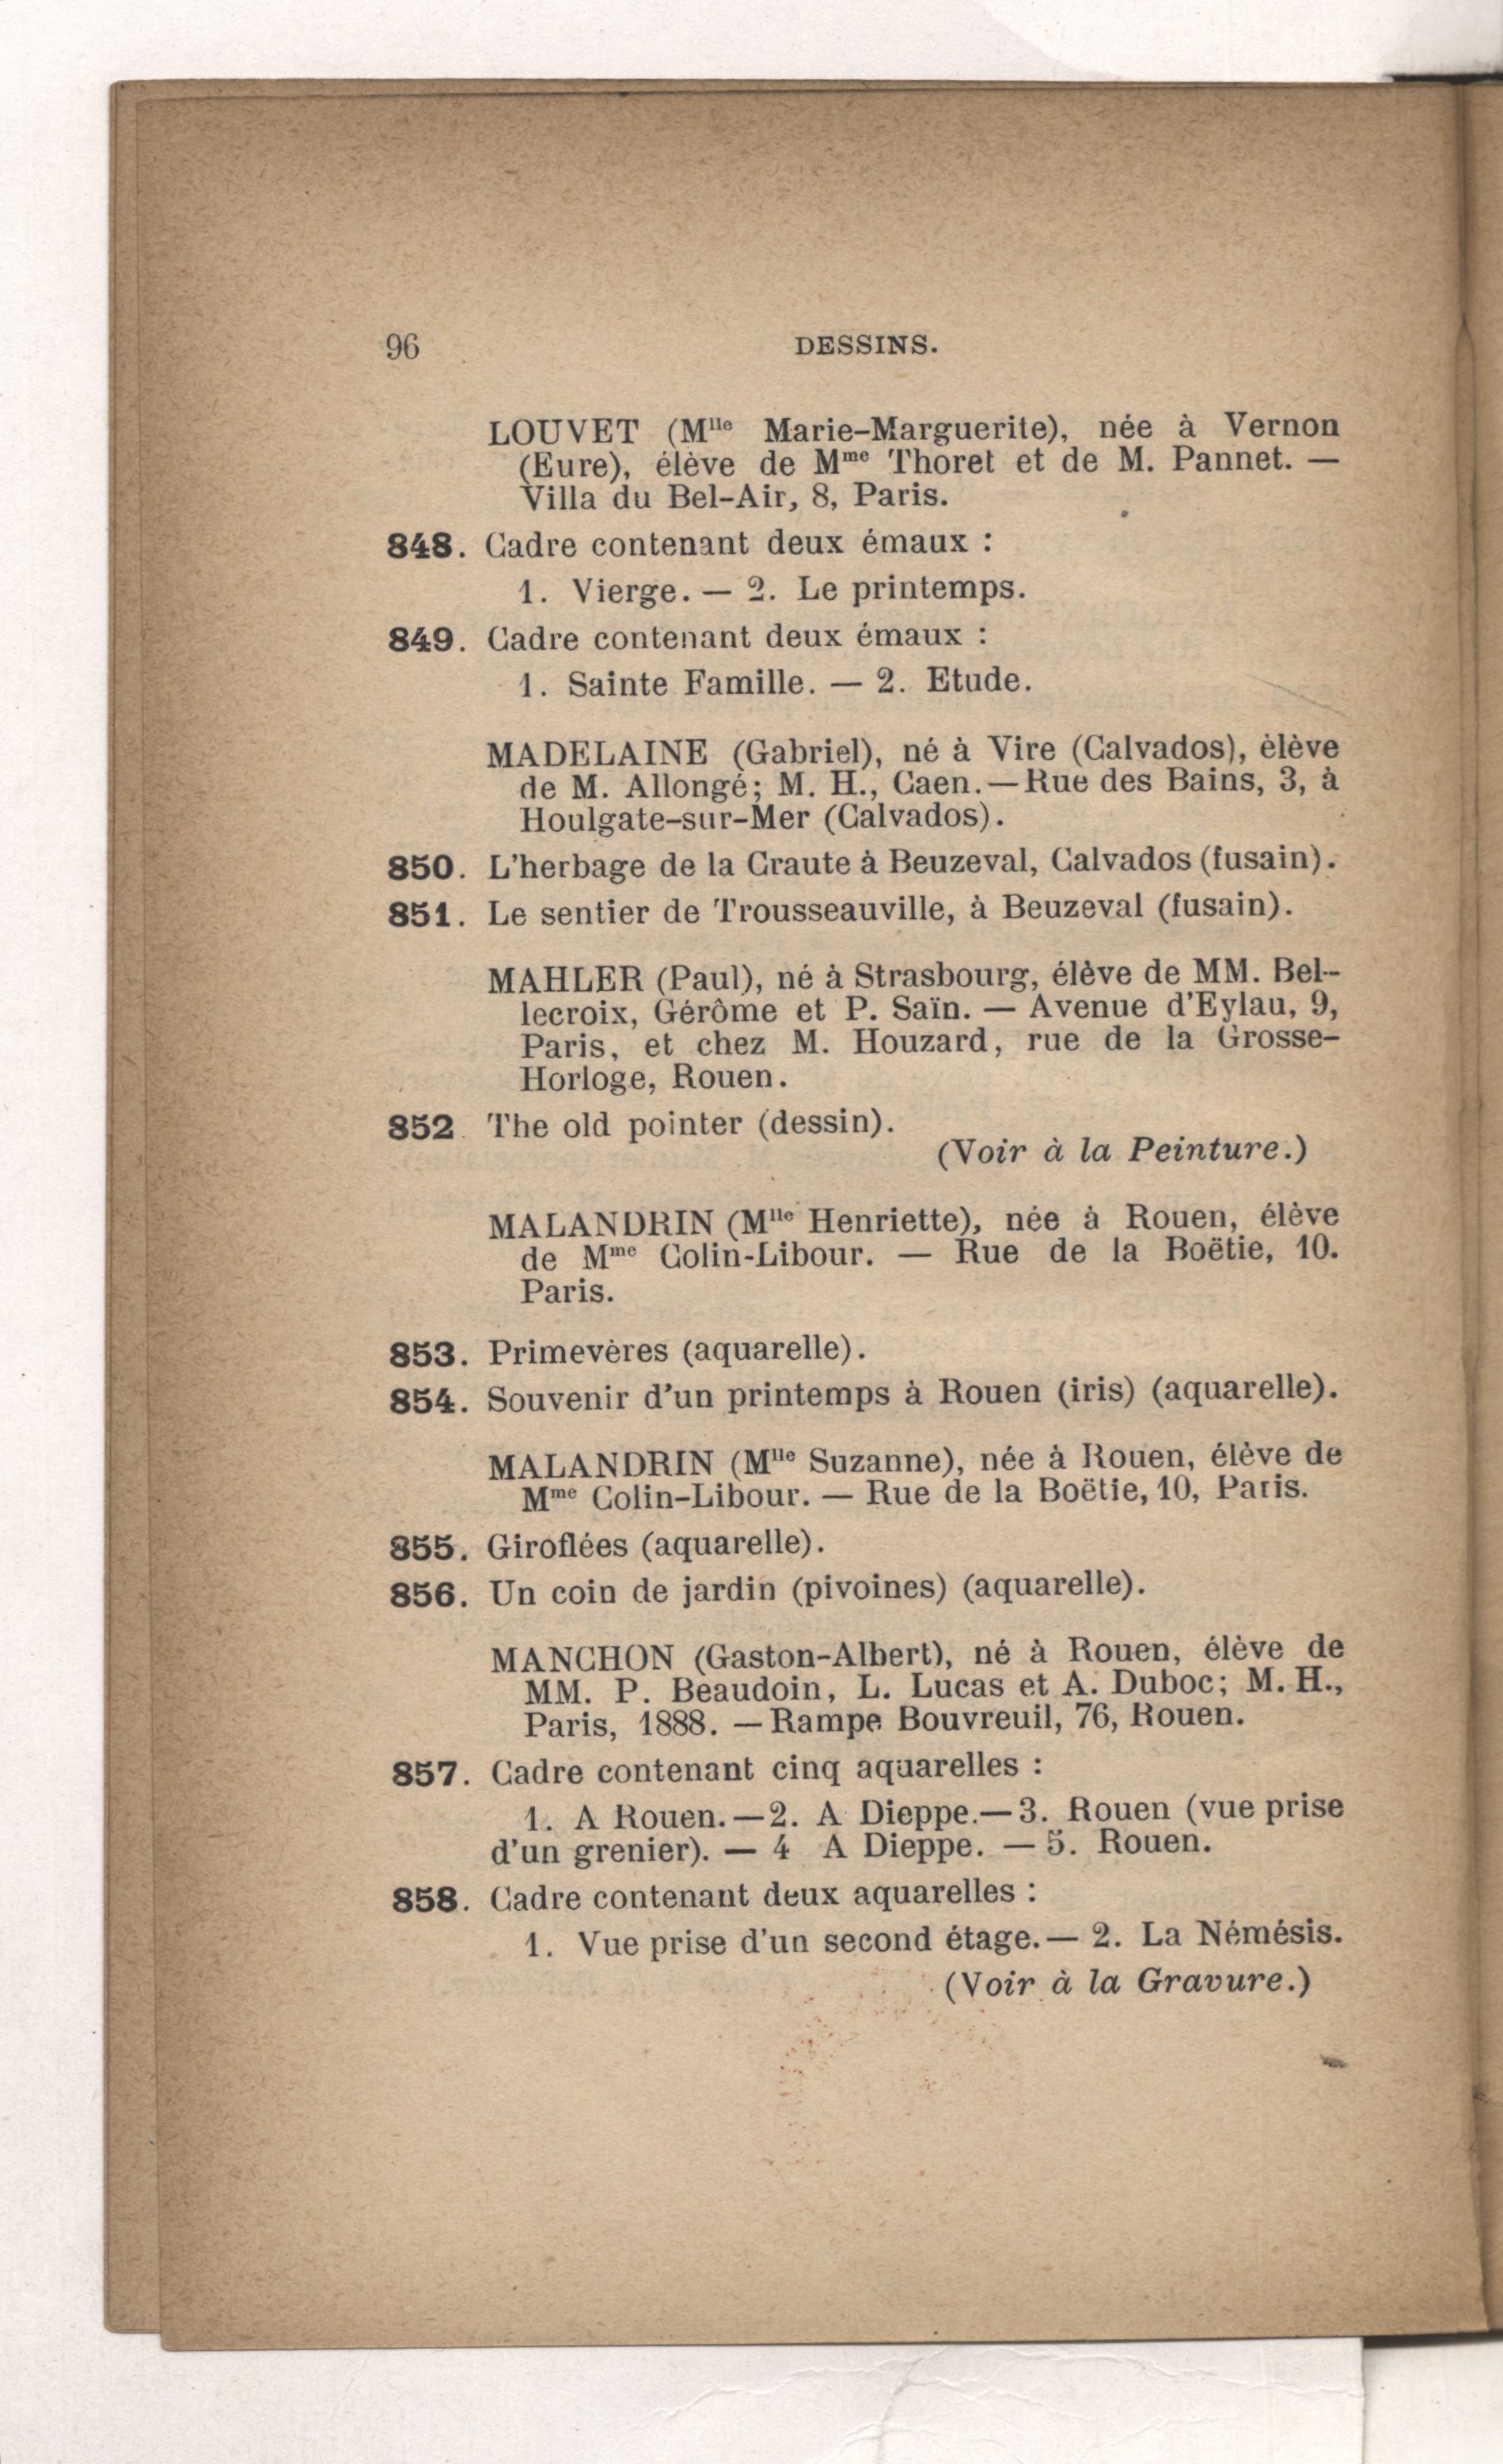 96
DESSINS.
LOUVET (Mlle Marie-Marguerite), née à Vernon
(Eure), élève de Mme Thoret et de M. Pannet. —
Villa du Bel-Air, 8, Paris.
848. Cadre contenant deux émaux :
1. Vierge. — 2. Le printemps.
849. Cadre contenant deux émaux :
1. Sainte Famille. — 2. Etude.
MADELAINE (Gabriel), né à Vire (Calvados), élève
de M. Allongé; M. H., Caen. — Rue des Bains, 3, à
Houlgate-sur-Mer (Calvados).
850. L'herbage de la Craute à Beuzeval, Calvados (fusain).
851. Le sentier de Trousseauville, à Beuzeval (fusain).
MAHLER (Paul), né à Strasbourg, élève de MM. Bel-
lecroix, Gérôme et P. Saïn. — Avenue d'Eylau, 9,
Paris, et chez M. Houzard, rue de la Grosse-
Horloge, Rouen.
852. The old pointer (dessin).
(Voir à la Peinture.)
MALANDRIN (Mlle Henriette), née à Rouen, élève
de Mme Colin-Libour. — Rue de la Boëtie, 10.
Paris.
853. Primevères (aquarelle).
854. Souvenir d'un printemps à Rouen (iris) (aquarelle).
MALANDRIN (Mlle Suzanne), née à Rouen, élève de
Mme Colin-Libour. — Rue de la Boëtie, 10, Paris.
855. Giroflées (aquarelle).
856. Un coin de jardin (pivoines) (aquarelle).
MANCHON (Gaston-Albert), né à Rouen, élève de
MM. P. Beaudoin, L. Lucas et A. Duboc; M. H.,
Paris, 1888. — Rampe Bouvreuil, 76, Rouen.
857. Cadre contenant cinq aquarelles :
1. A Rouen. — 2. A Dieppe. — 3. Rouen (vue prise
d'un grenier). — 4 A Dieppe. — 5. Rouen.
858. Cadre contenant deux aquarelles :
1. Vue prise d'un second étage. — 2. La Némésis.
(Voir à la Gravure.)